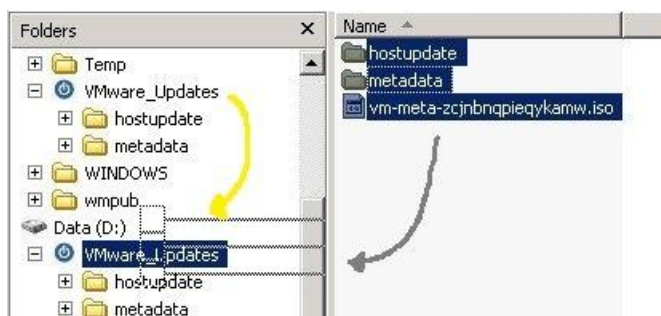 Folders
Temp
VMware_Updates
hostupdate
metadata
WINDOWS
wmpub
Data (D:)
VMware_Updates
hostupdate
metadata
Name
hostupdate
metadata
vm-meta-zcjnbnqpieqykamw.iso